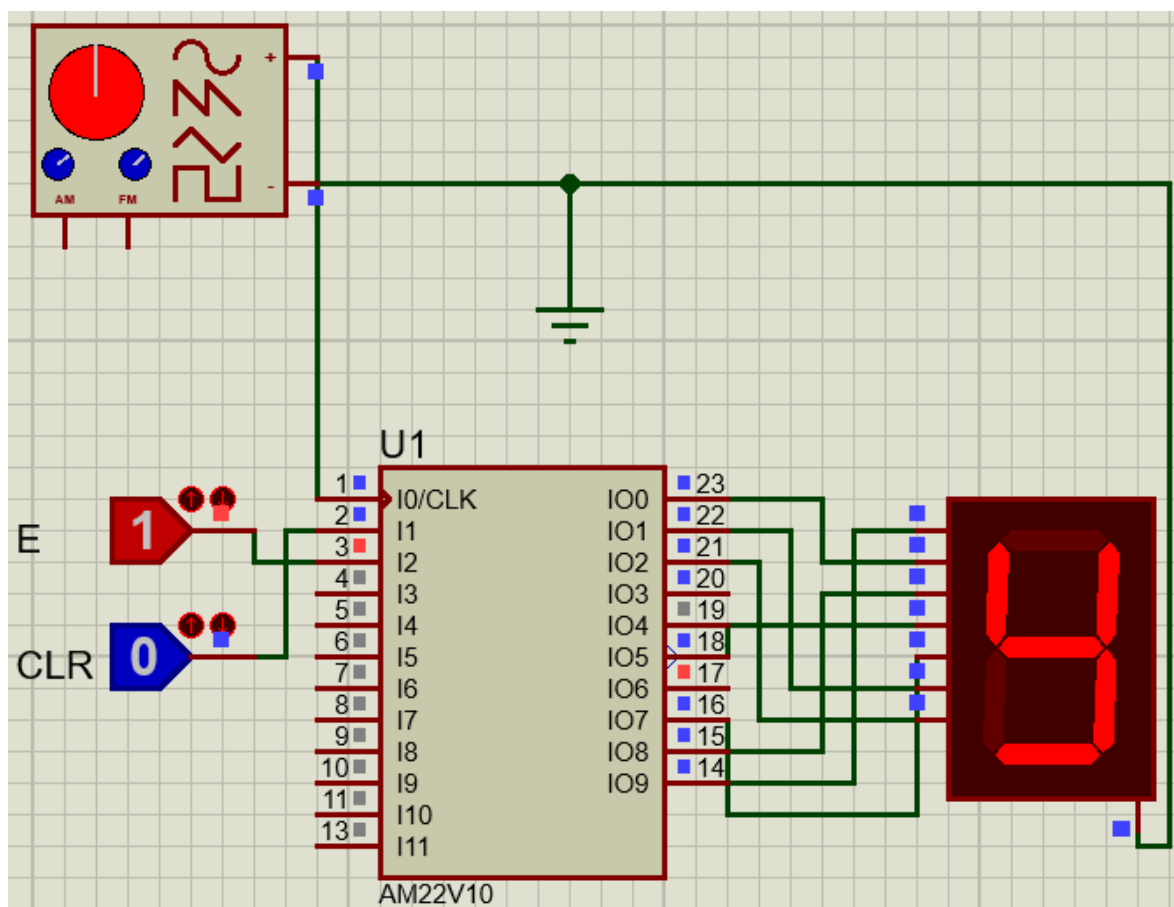 +
-
AM FM
U1
E
1
CLR
0
1 I0/CLK IO0 23
2 I1 IO1 22
3 I2 IO2 21
4 I3 IO3 20
5 I4 IO4 19
6 I5 IO5 18
7 I6 IO6 17
8 I7 IO7 16
9 I8 IO8 15
10 I9 IO9 14
11 I10
13 I11
AM22V10